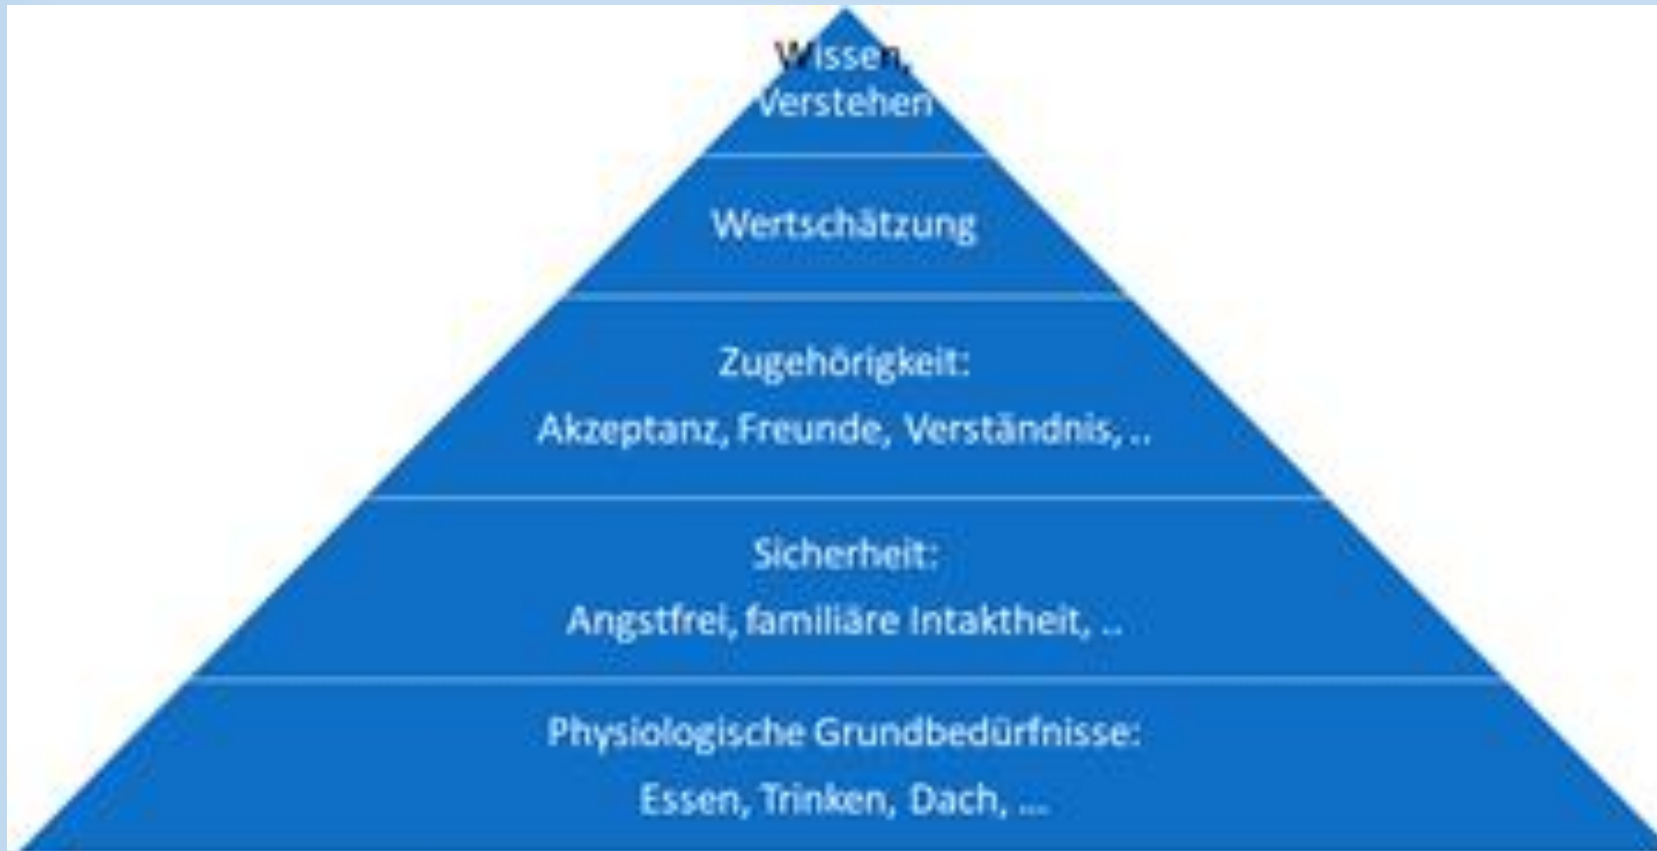 Wissen,
Verstehen
Wertschätzung
Zugehörigkeit:
Akzeptanz, Freunde, Verständnis, ..
Sicherheit:
Angstfrei, familiäre Intaktheit, ..
Physiologische Grundbedürfnisse:
Essen, Trinken, Dach, ...